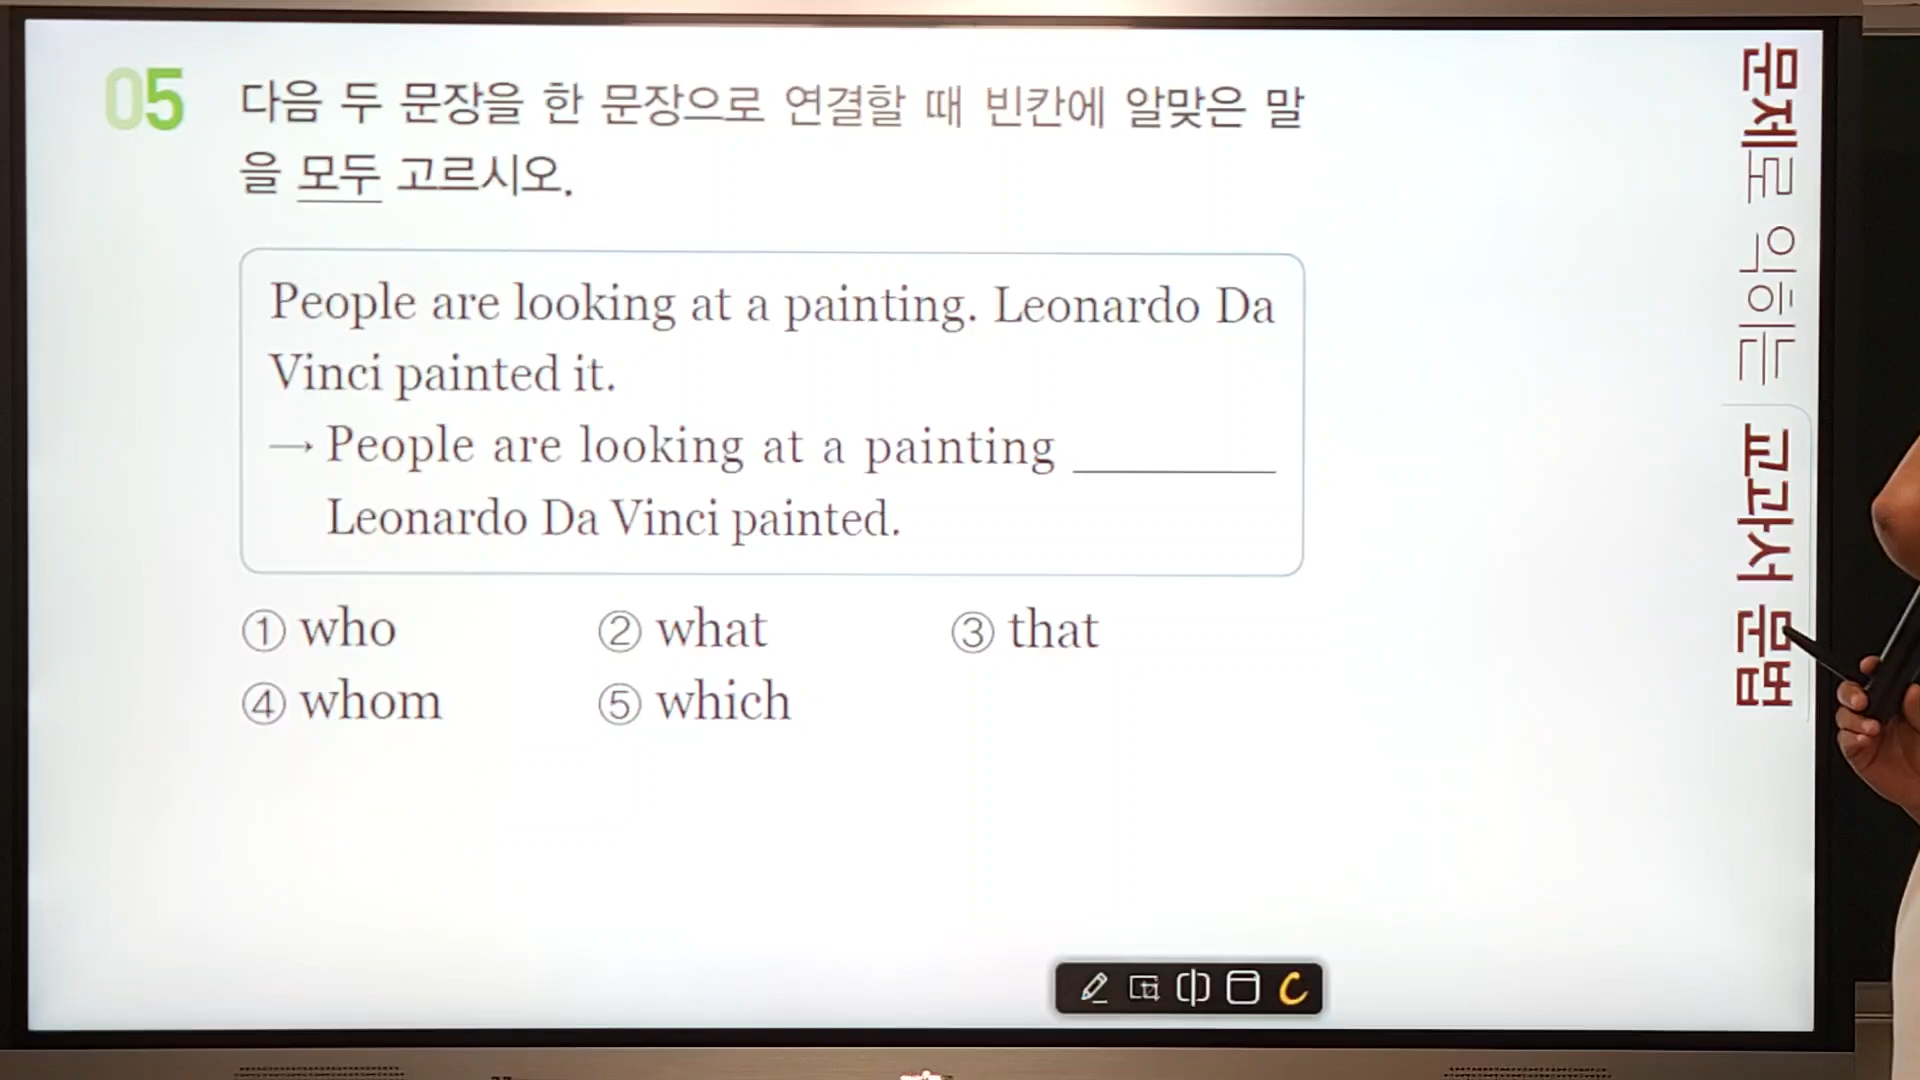 05 다음 두 문장을 한 문장으로 연결할 때 빈칸에 알맞은 말
을 모두 고르시오.
People are looking at a painting. Leonardo Da
Vinci painted it.
→ People are looking at a painting ________
Leonardo Da Vinci painted.
① who ② what ③ that
④ whom ⑤ which
문제로 익히는 교과서 문법